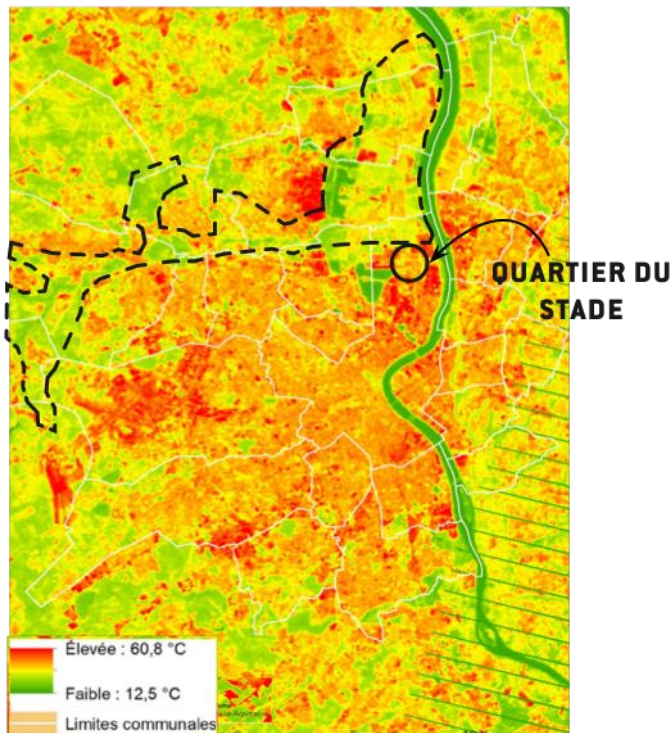 QUARTIER DU
STADE
Élevée : 60,8 °C
Faible : 12,5 °C
Limites communales